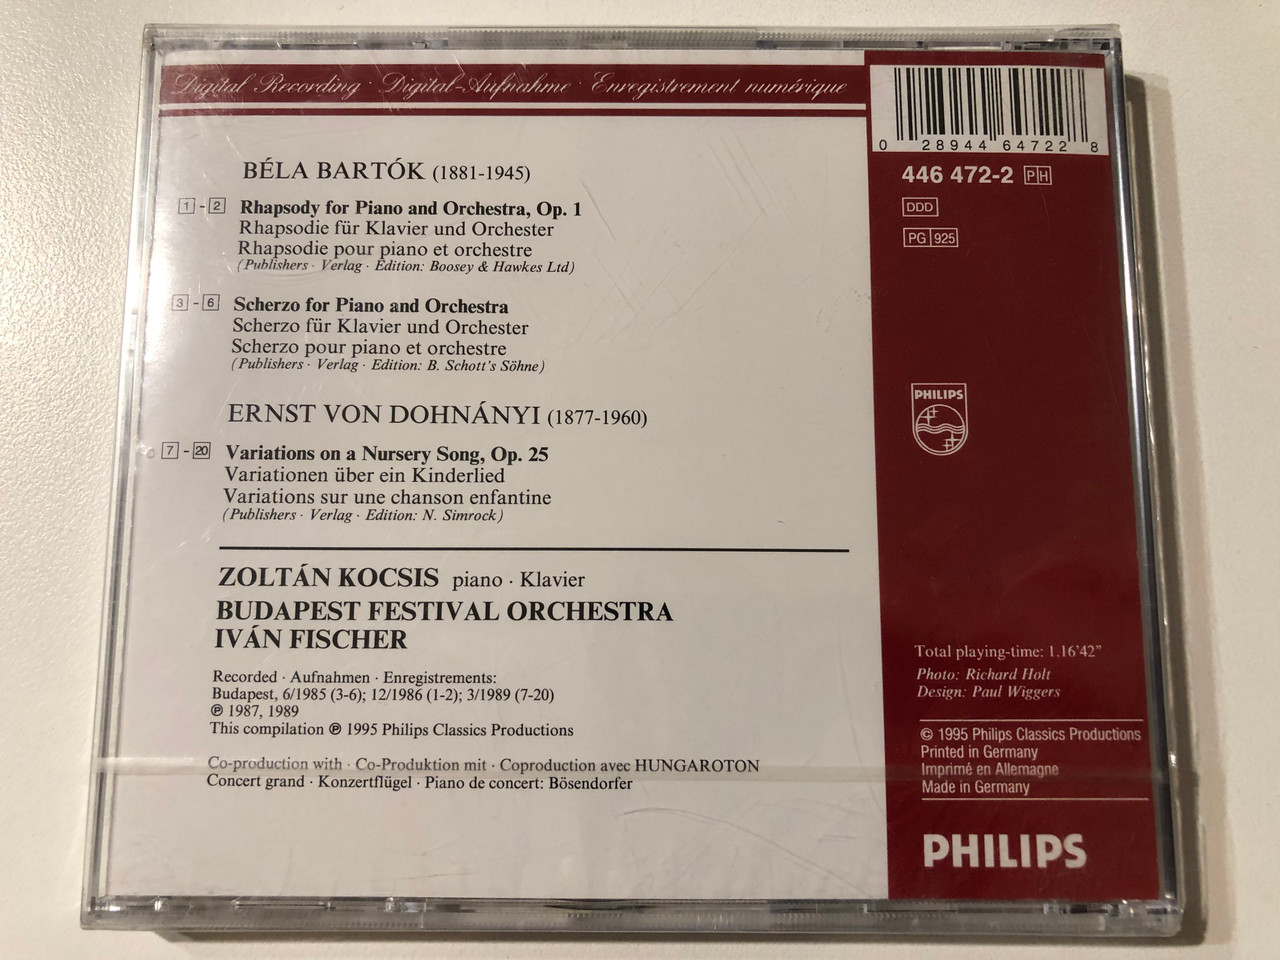 Digital Recording · Digital-Aufnahme · Enregistrement numérique
BÉLA BARTÓK (1881-1945)
1 - 2 Rhapsody for Piano and Orchestra, Op. 1
Rhapsodie für Klavier und Orchester
Rhapsodie pour piano et orchestre
(Publishers · Verlag · Edition: Boosey & Hawkes Ltd)
3 - 6 Scherzo for Piano and Orchestra
Scherzo für Klavier und Orchester
Scherzo pour piano et orchestre
(Publishers · Verlag · Edition: B. Schott's Söhne)
ERNST VON DOHNÁNYI (1877-1960)
7 - 20 Variations on a Nursery Song, Op. 25
Variationen über ein Kinderlied
Variations sur une chanson enfantine
(Publishers · Verlag · Edition: N. Simrock)
ZOLTÁN KOCSIS piano · Klavier
BUDAPEST FESTIVAL ORCHESTRA
IVÁN FISCHER
Recorded · Aufnahmen · Enregistrements:
Budapest, 6/1985 (3-6); 12/1986 (1-2); 3/1989 (7-20)
℗ 1987, 1989
This compilation ℗ 1995 Philips Classics Productions
Co-production with · Co-Produktion mit · Coproduction avec HUNGAROTON
Concert grand · Konzertflügel · Piano de concert: Bösendorfer
0 28944 64722 8
446 472-2 PH
DDD
PG 925
PHILIPS
Total playing-time: 1.16'42"
Photo: Richard Holt
Design: Paul Wiggers
© 1995 Philips Classics Productions
Printed in Germany
Imprimé en Allemagne
Made in Germany
PHILIPS